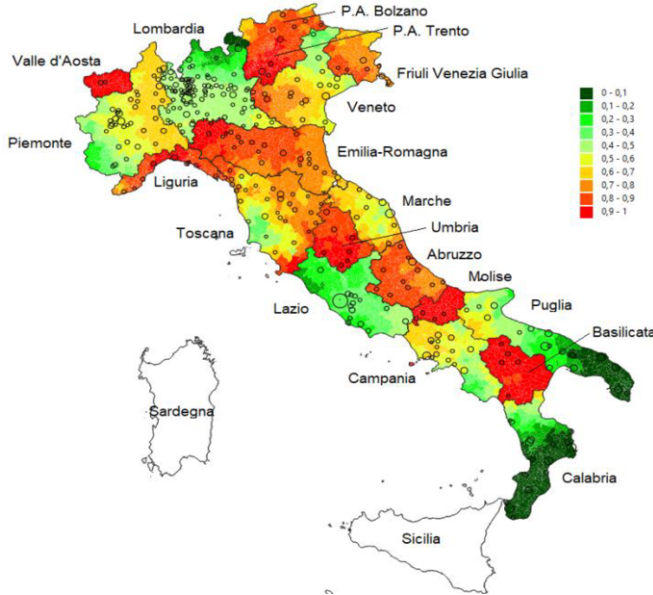 P.A. Bolzano
Lombardia
P.A. Trento
Valle d'Aosta
Friuli Venezia Giulia
Veneto
Piemonte
Emilia-Romagna
Liguria
Marche
Toscana
Umbria
Abruzzo
Molise
Lazio
Puglia
Basilicata
Campania
Sardegna
Calabria
Sicilia
0 - 0,1
0,1 - 0,2
0,2 - 0,3
0,3 - 0,4
0,4 - 0,5
0,5 - 0,6
0,6 - 0,7
0,7 - 0,8
0,8 - 0,9
0,9 - 1